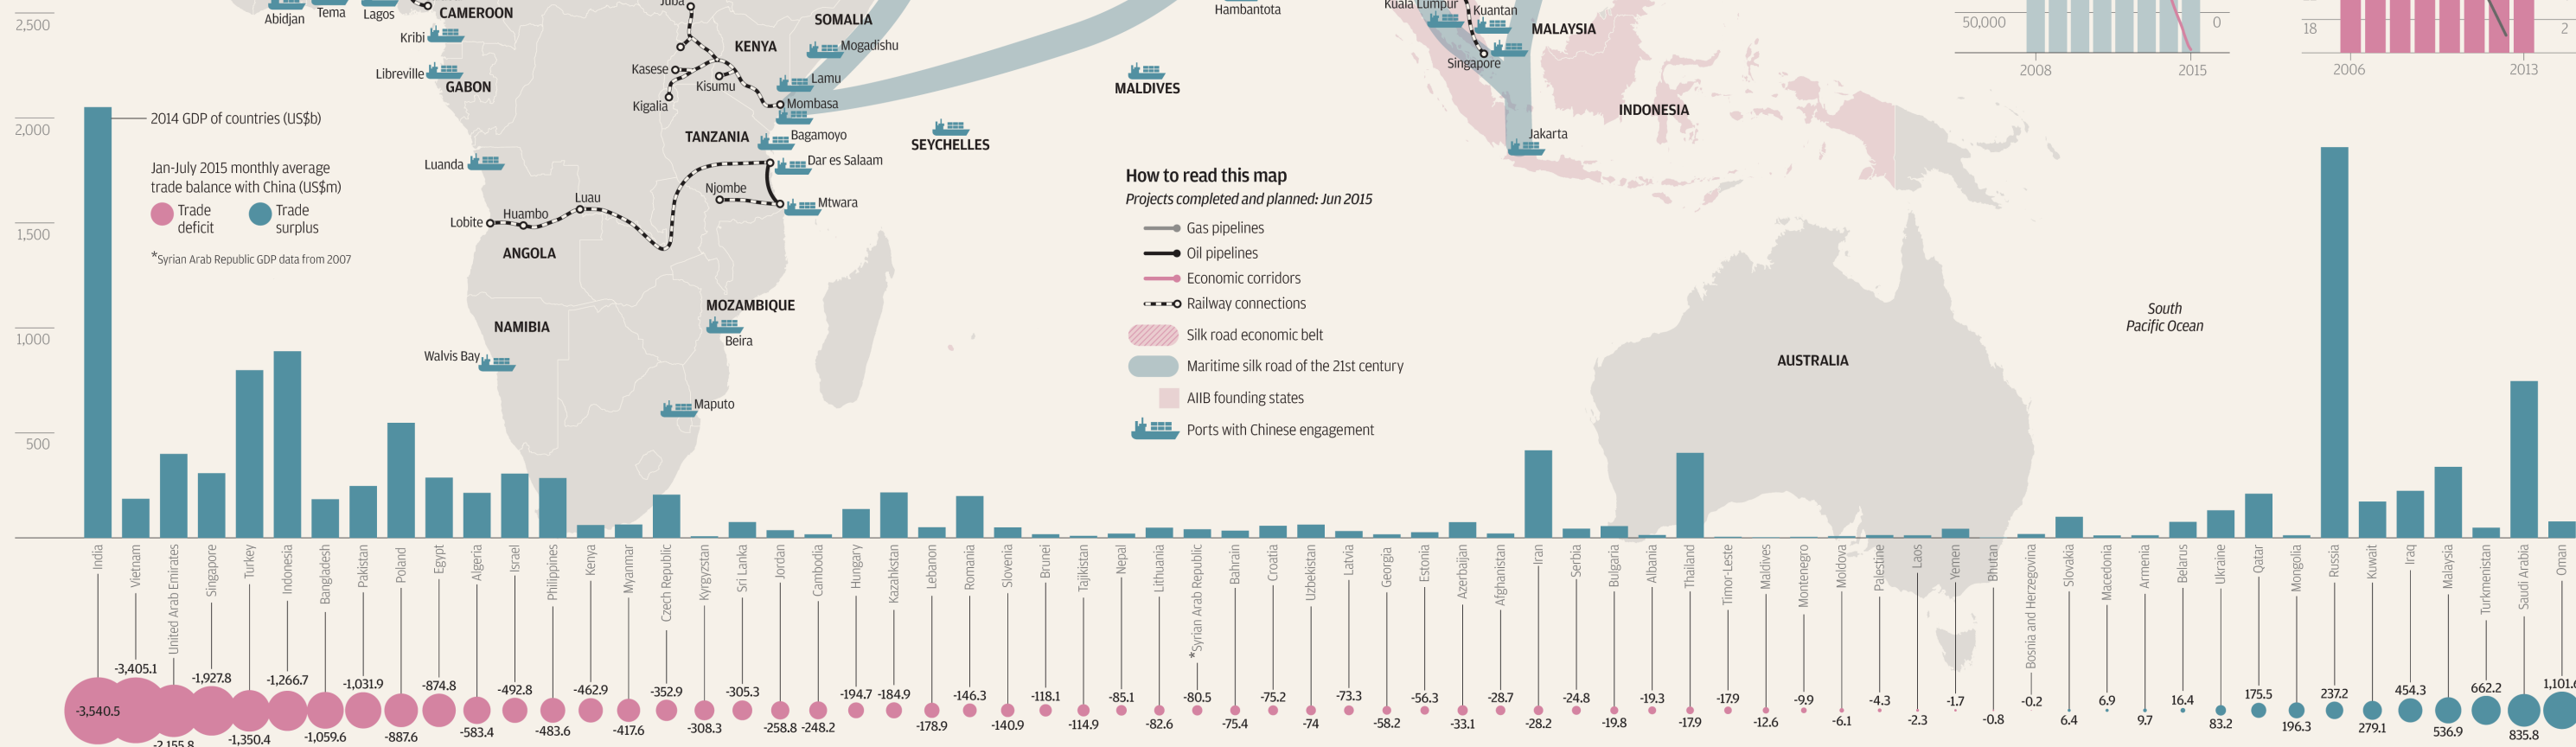 2,500
2,000
1,500
1,000
500
Abidjan
Tema
Lagos
CAMEROON
Kribi
Libreville
GABON
Juba
SOMALIA
KENYA
Mogadishu
Kasese
Kisumu
Lamu
Kigalia
Mombasa
TANZANIA
Bagamoyo
Dar es Salaam
Njombe
Mtwara
Luanda
Luau
Huambo
Lobite
ANGOLA
MOZAMBIQUE
NAMIBIA
Beira
Walvis Bay
Maputo
SEYCHELLES
Hambantota
MALDIVES
Kuala Lumpur
Kuantan
MALAYSIA
Singapore
INDONESIA
Jakarta
AUSTRALIA
South
Pacific Ocean
50,000
0
2008
2015
18
2
2006
2013
2014 GDP of countries (US$b)
Jan-July 2015 monthly average
trade balance with China (US$m)
Trade
deficit
Trade
surplus
*Syrian Arab Republic GDP data from 2007
How to read this map
Projects completed and planned: Jun 2015
Gas pipelines
Oil pipelines
Economic corridors
Railway connections
Silk road economic belt
Maritime silk road of the 21st century
AIIB founding states
Ports with Chinese engagement
India
Vietnam
United Arab Emirates
Singapore
Turkey
Indonesia
Bangladesh
Pakistan
Poland
Egypt
Algeria
Israel
Philippines
Kenya
Myanmar
Czech Republic
Kyrgyzstan
Sri Lanka
Jordan
Cambodia
Hungary
Kazakhstan
Lebanon
Romania
Slovenia
Brunei
Tajikistan
Nepal
Lithuania
*Syrian Arab Republic
Bahrain
Croatia
Uzbekistan
Latvia
Georgia
Estonia
Azerbaijan
Afghanistan
Iran
Serbia
Bulgaria
Albania
Thailand
Timor-Leste
Maldives
Montenegro
Moldova
Palestine
Laos
Yemen
Bhutan
Bosnia and Herzegovina
Slovakia
Macedonia
Armenia
Belarus
Ukraine
Qatar
Mongolia
Russia
Kuwait
Iraq
Malaysia
Turkmenistan
Saudi Arabia
Oman
-3,540.5
-3,405.1
-2,155.8
-1,927.8
-1,350.4
-1,266.7
-1,059.6
-1,031.9
-887.6
-874.8
-583.4
-492.8
-483.6
-462.9
-417.6
-352.9
-308.3
-305.3
-258.8
-248.2
-194.7
-184.9
-178.9
-146.3
-140.9
-118.1
-114.9
-85.1
-82.6
-80.5
-75.4
-75.2
-74
-73.3
-58.2
-56.3
-33.1
-28.7
-28.2
-24.8
-19.8
-19.3
-17.9
-17.9
-12.6
-9.9
-6.1
-4.3
-2.3
-1.7
-0.8
-0.2
6.4
6.9
9.7
16.4
83.2
175.5
196.3
237.2
279.1
454.3
536.9
662.2
835.8